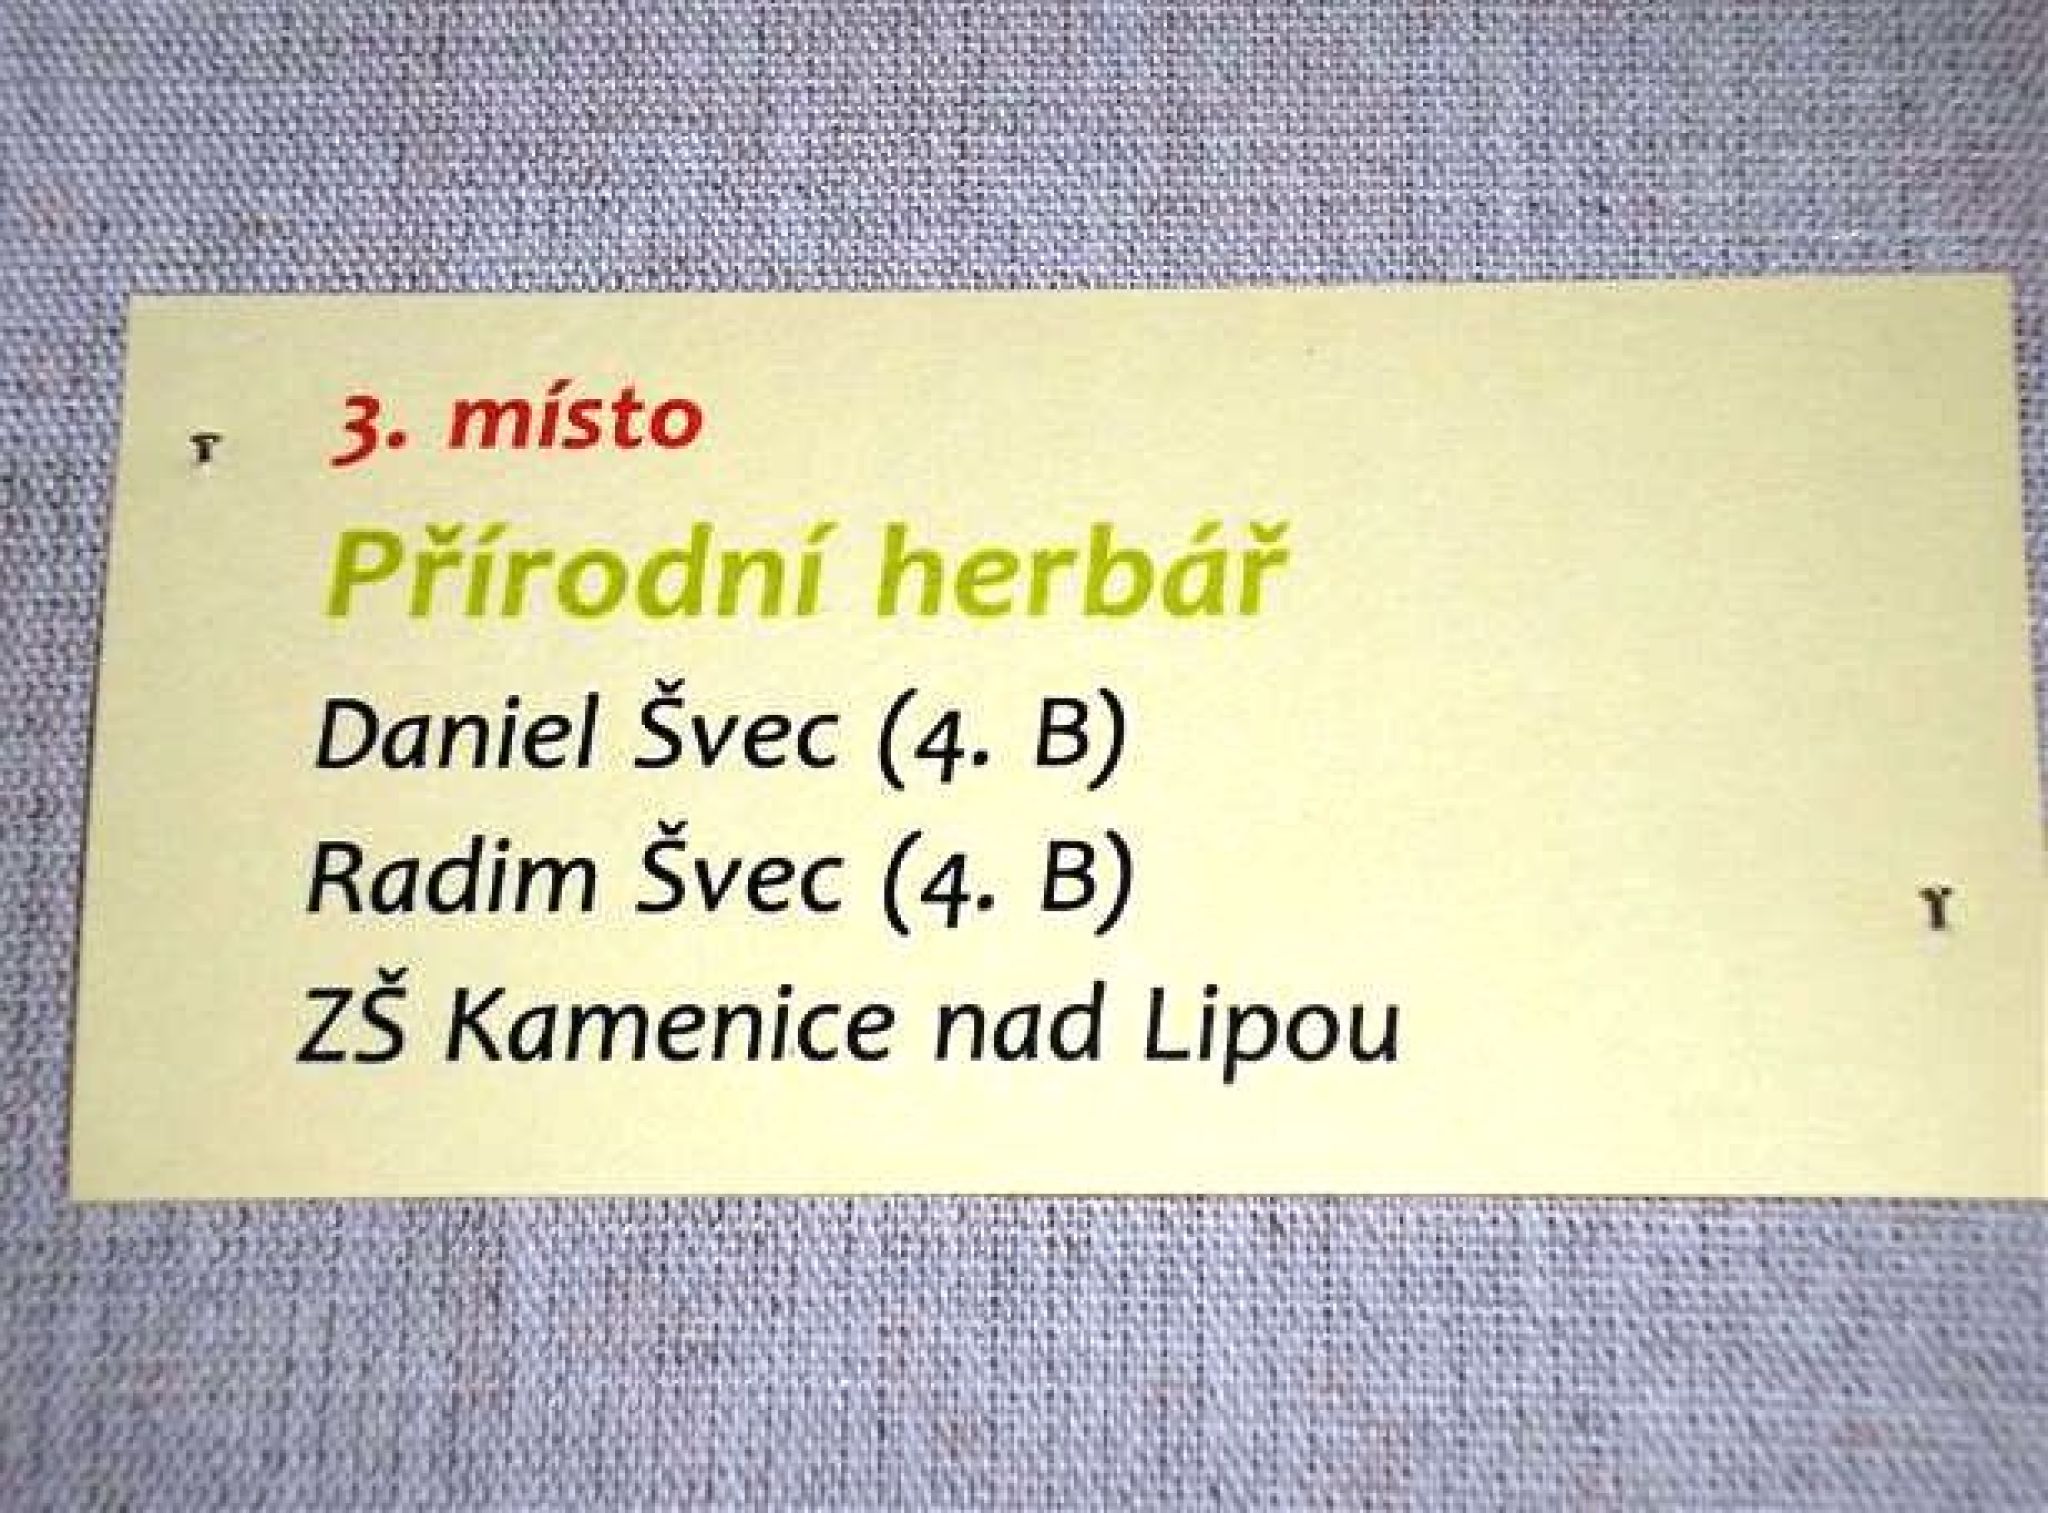 3. místo
Přírodní herbář
Daniel Švec (4. B)
Radim Švec (4. B)
ZŠ Kamenice nad Lipou